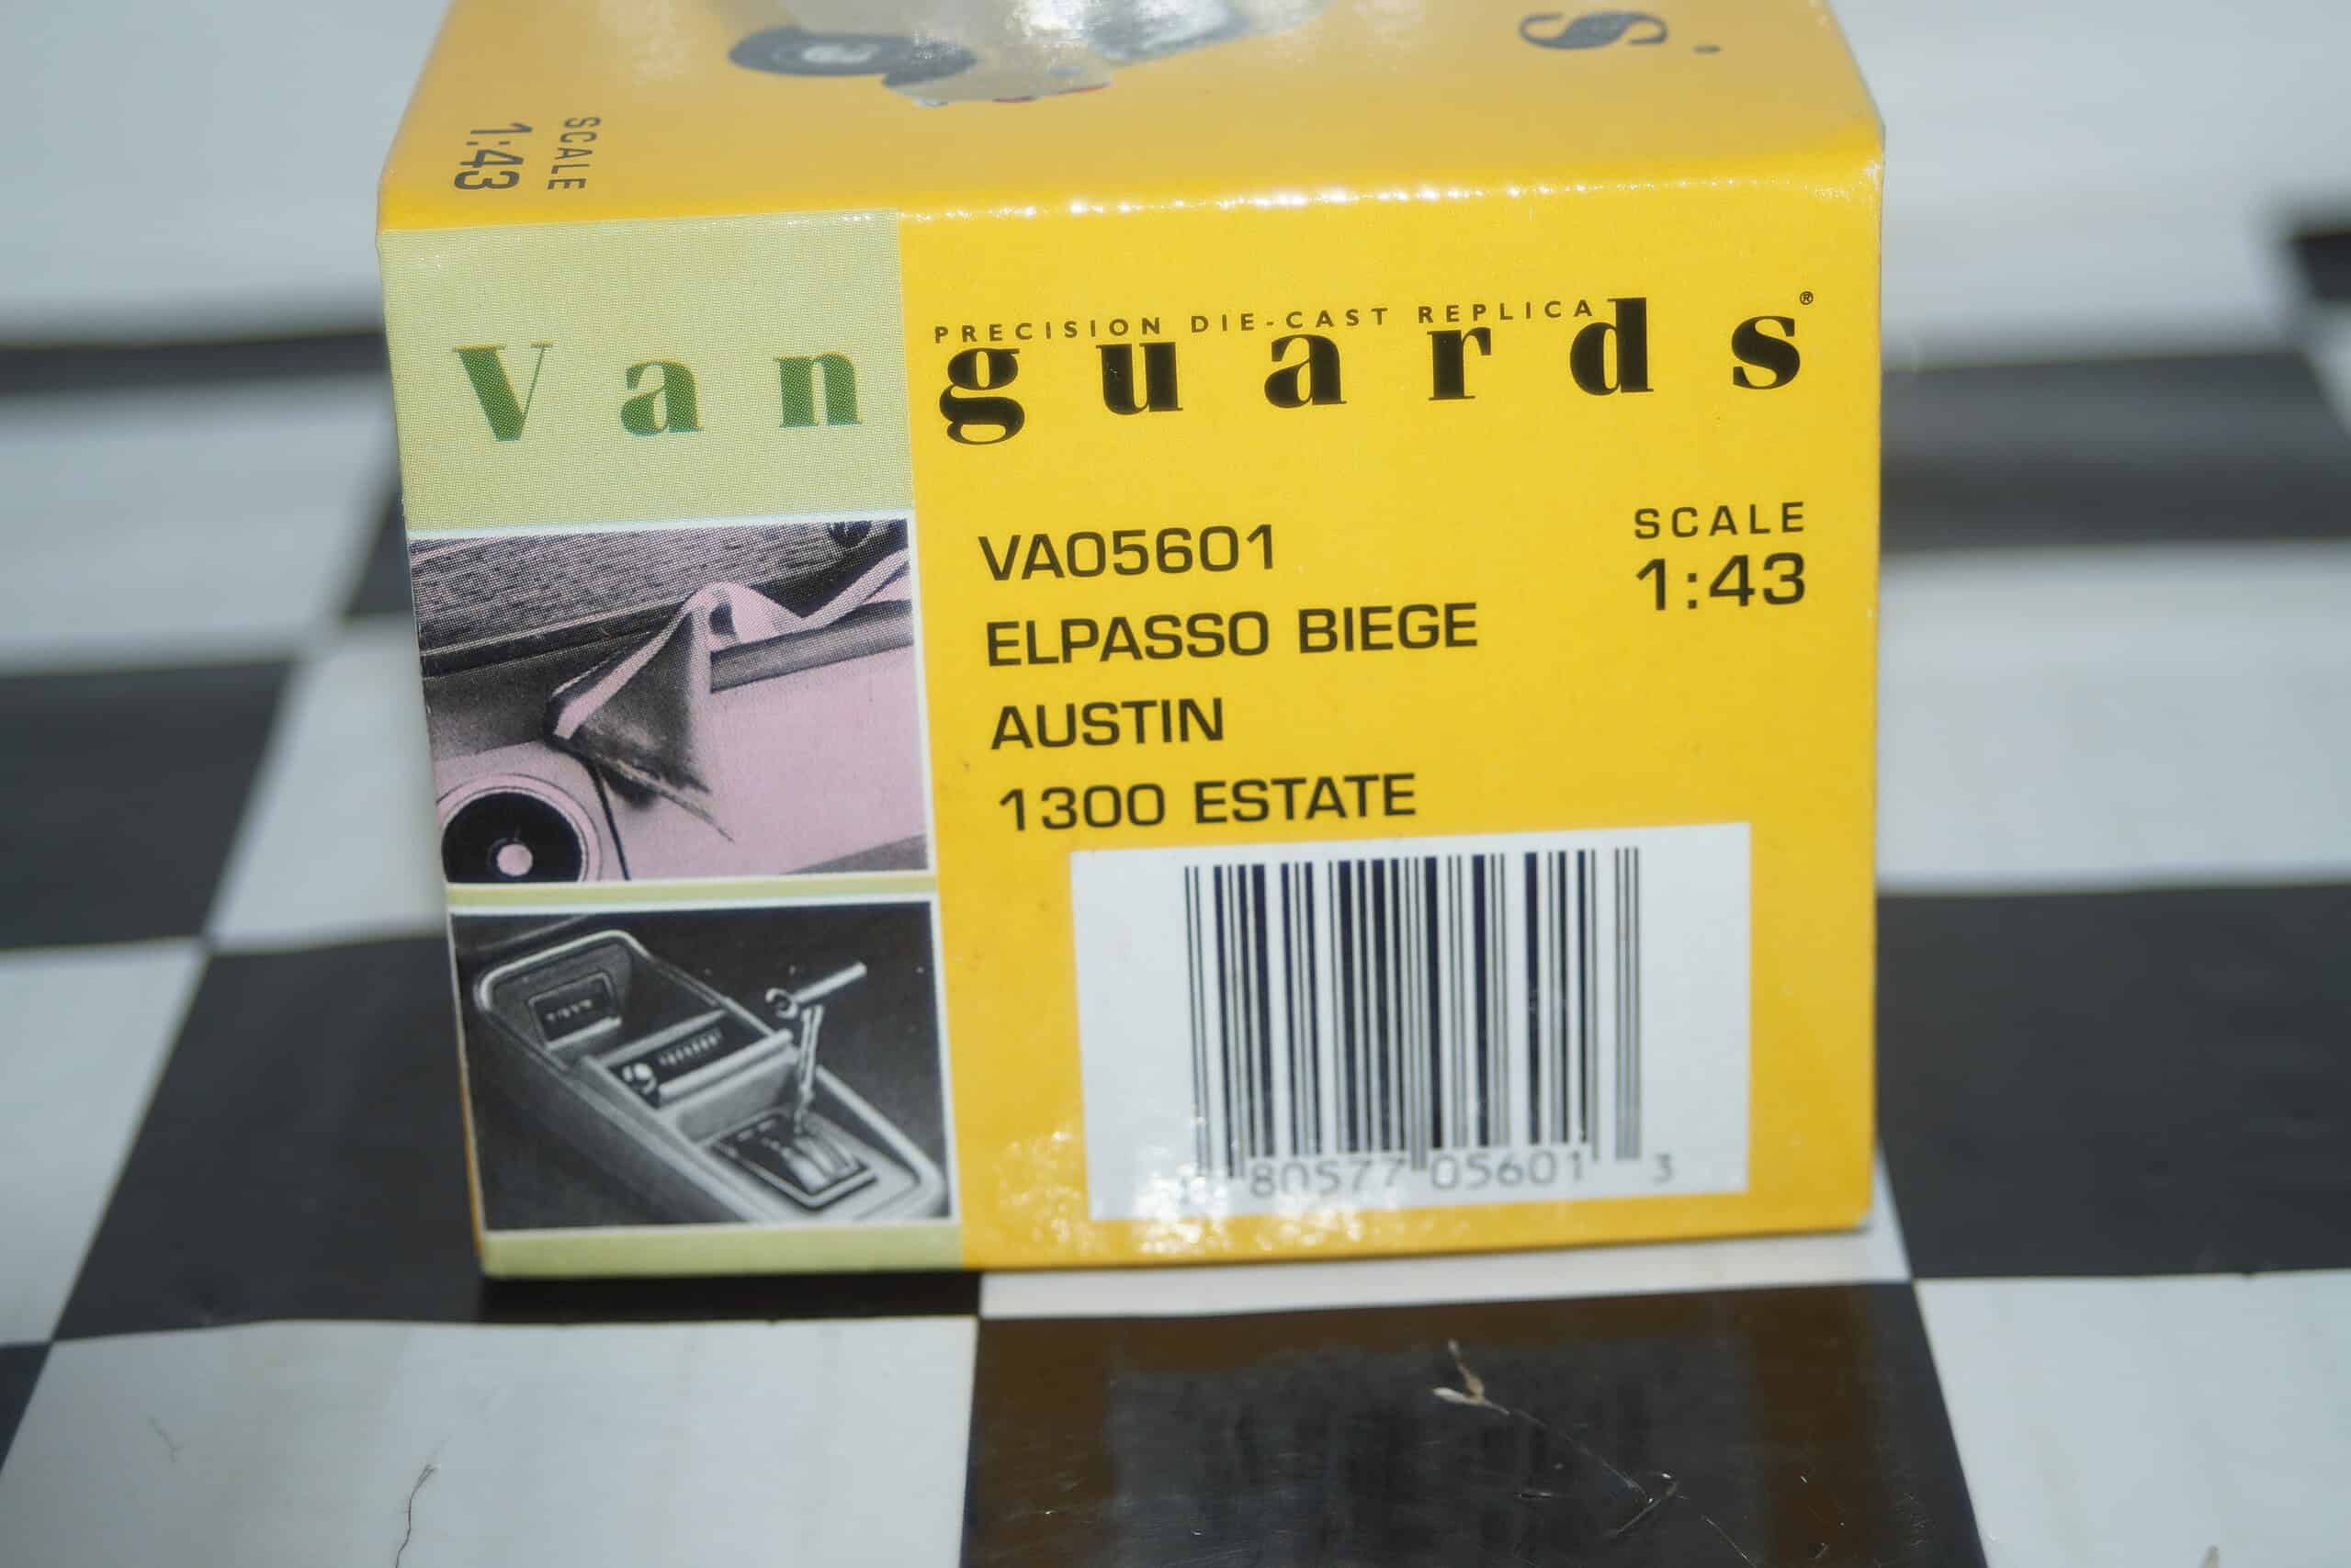 SCALE
1:43
s
PRECISION DIE-CAST REPLICA
Vanguards®
VA05601
ELPASSO BIEGE
AUSTIN
1300 ESTATE
SCALE
1:43
80577 05601 3